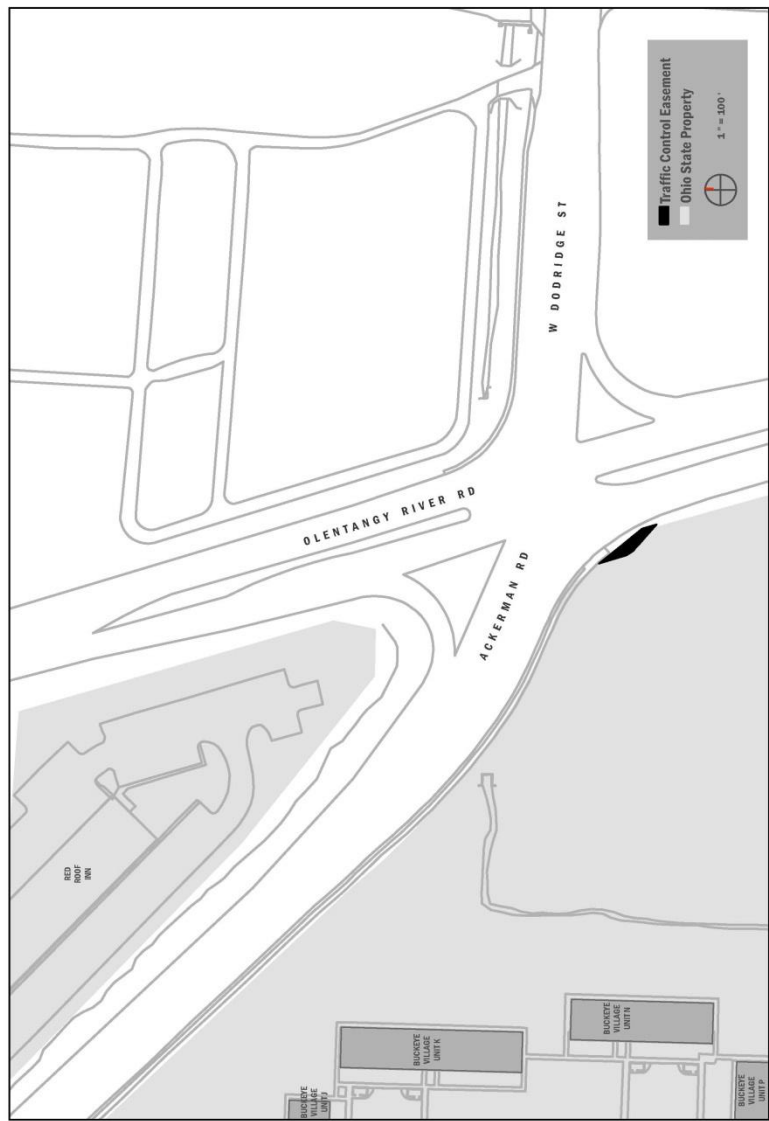 Traffic Control Easement
Ohio State Property
1" = 100'
W DODRIDGE ST
OLENTANGY RIVER RD
ACKERMAN RD
RED
ROOF
INN
BUCKEYE
VILLAGE
UNIT J
BUCKEYE
VILLAGE
UNIT K
BUCKEYE
VILLAGE
UNIT N
BUCKEYE
VILLAGE
UNIT P